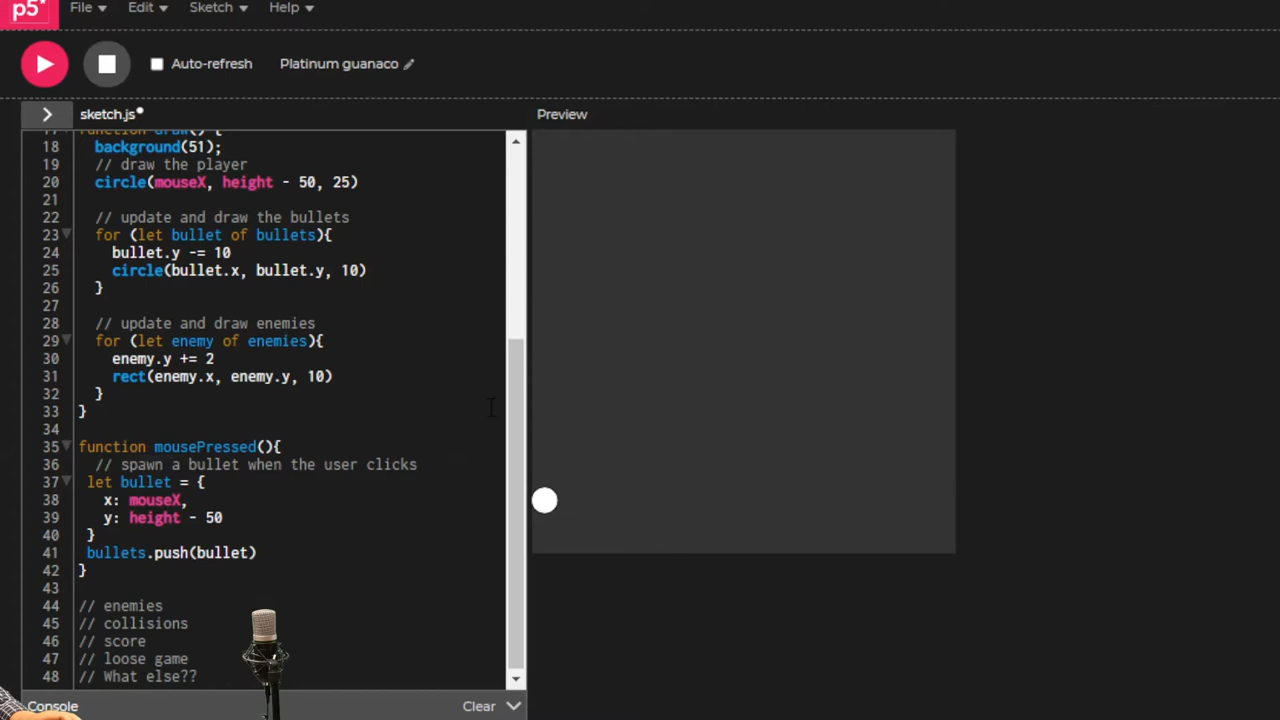 p5*
File Edit Sketch Help
Auto-refresh Platinum guanaco
sketch.js
Preview
17 function draw() {
18 background(51);
19 // draw the player
20 circle(mouseX, height - 50, 25)
21
22 // update and draw the bullets
23 for (let bullet of bullets){
24 bullet.y -= 10
25 circle(bullet.x, bullet.y, 10)
26 }
27
28 // update and draw enemies
29 for (let enemy of enemies){
30 enemy.y += 2
31 rect(enemy.x, enemy.y, 10)
32 }
33 }
34
35 function mousePressed(){
36 // spawn a bullet when the user clicks
37 let bullet = {
38 x: mouseX,
39 y: height - 50
40 }
41 bullets.push(bullet)
42 }
43
44 // enemies
45 // collisions
46 // score
47 // loose game
48 // What else??
Console Clear